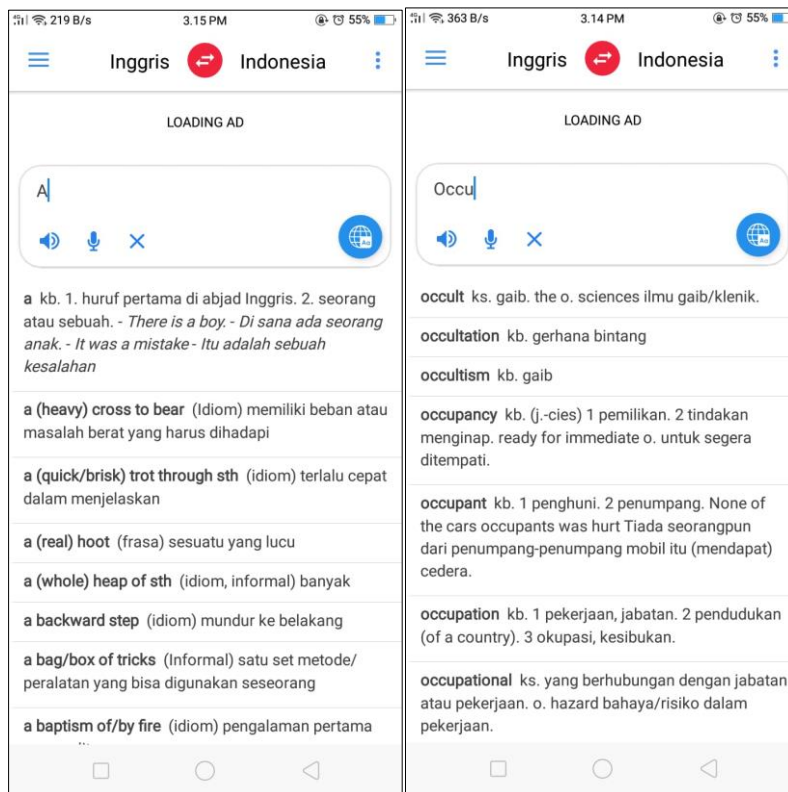 219 B/s 3.15 PM 55%
Inggris Indonesia
LOADING AD
A
a kb. 1. huruf pertama di abjad Inggris. 2. seorang
atau sebuah. - There is a boy. - Di sana ada seorang
anak. - It was a mistake - Itu adalah sebuah
kesalahan
a (heavy) cross to bear (Idiom) memiliki beban atau
masalah berat yang harus dihadapi
a (quick/brisk) trot through sth (idiom) terlalu cepat
dalam menjelaskan
a (real) hoot (frasa) sesuatu yang lucu
a (whole) heap of sth (idiom, informal) banyak
a backward step (idiom) mundur ke belakang
a bag/box of tricks (Informal) satu set metode/
peralatan yang bisa digunakan seseorang
a baptism of/by fire (idiom) pengalaman pertama
363 B/s 3.14 PM 55%
Inggris Indonesia
LOADING AD
Occu
occult ks. gaib. the o. sciences ilmu gaib/klenik.
occultation kb. gerhana bintang
occultism kb. gaib
occupancy kb. (j.-cies) 1 pemilikan. 2 tindakan
menginap. ready for immediate o. untuk segera
ditempati.
occupant kb. 1 penghuni. 2 penumpang. None of
the cars occupants was hurt Tiada seorangpun
dari penumpang-penumpang mobil itu (mendapat)
cedera.
occupation kb. 1 pekerjaan, jabatan. 2 pendudukan
(of a country). 3 okupasi, kesibukan.
occupational ks. yang berhubungan dengan jabatan
atau pekerjaan. o. hazard bahaya/risiko dalam
pekerjaan.